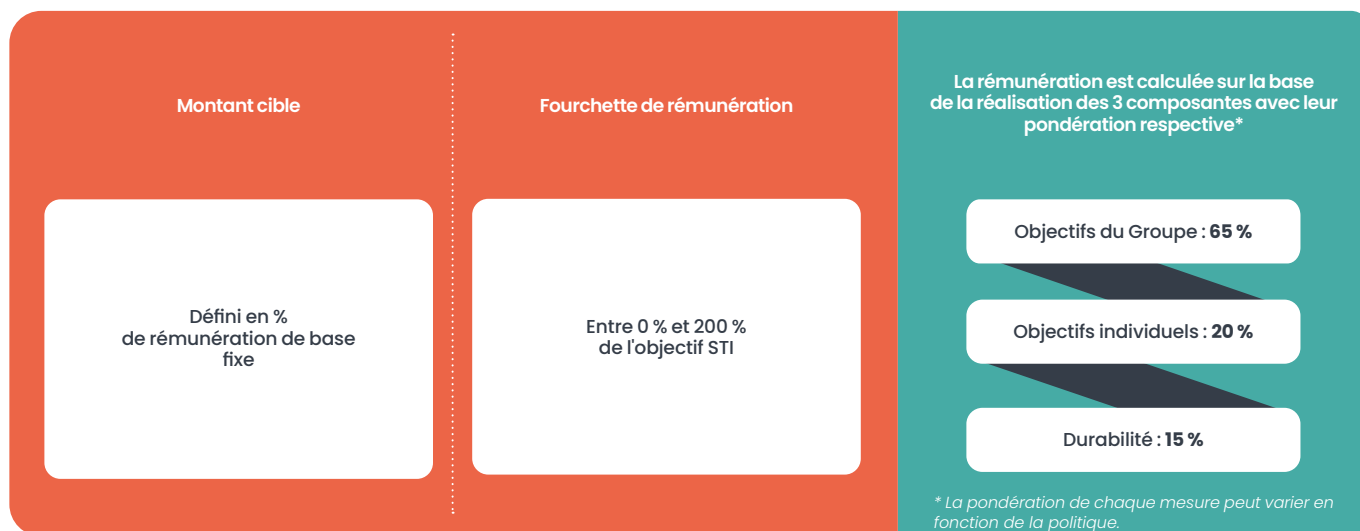 Montant cible
Défini en %
de rémunération de base
fixe
Fourchette de rémunération
Entre 0 % et 200 %
de l'objectif STI
La rémunération est calculée sur la base
de la réalisation des 3 composantes avec leur
pondération respective*
Objectifs du Groupe : 65 %
Objectifs individuels : 20 %
Durabilité : 15 %
* La pondération de chaque mesure peut varier en
fonction de la politique.